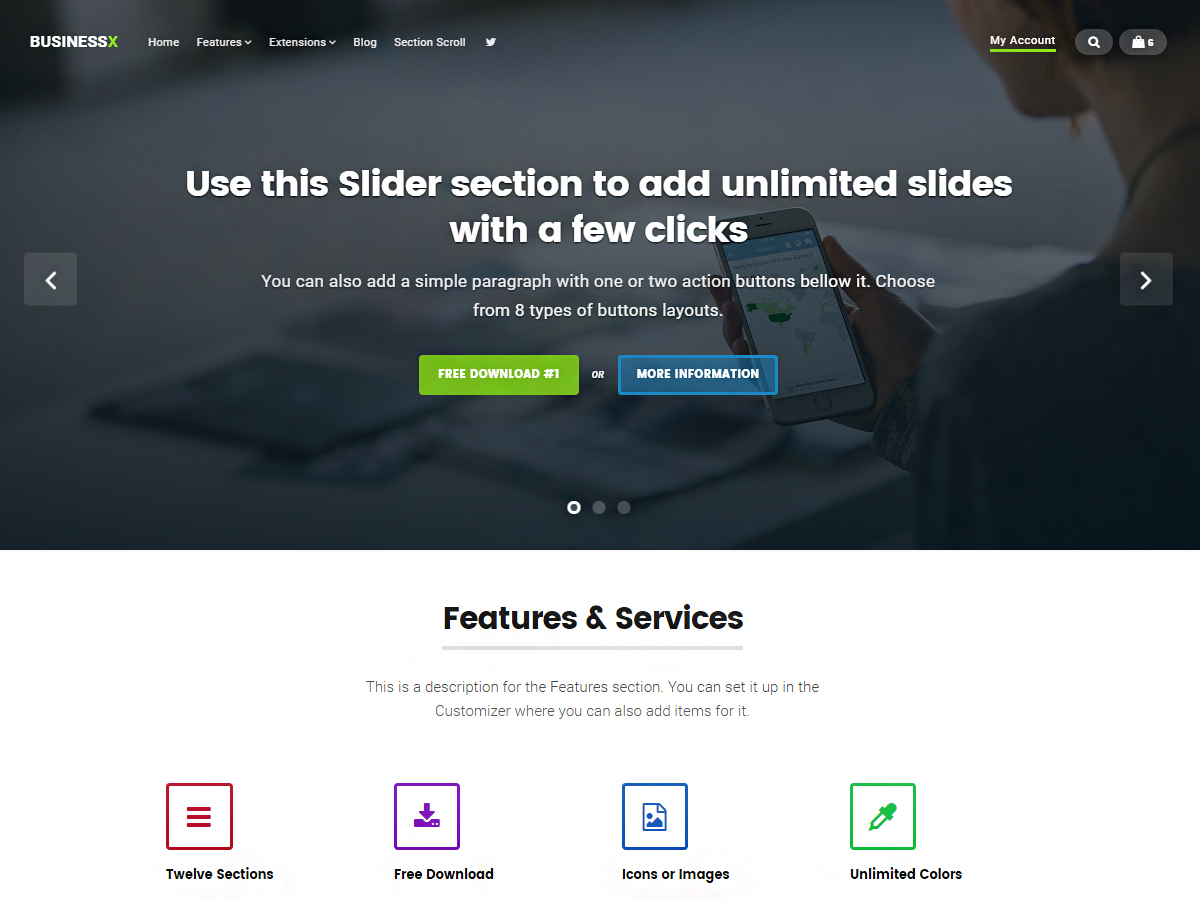 BUSINESSX Home Features Extensions Blog Section Scroll My Account 6
Use this Slider section to add unlimited slides
with a few clicks
You can also add a simple paragraph with one or two action buttons bellow it. Choose
from 8 types of buttons layouts.
FREE DOWNLOAD #1 OR MORE INFORMATION
Features & Services
This is a description for the Features section. You can set it up in the
Customizer where you can also add items for it.
Twelve Sections Free Download Icons or Images Unlimited Colors